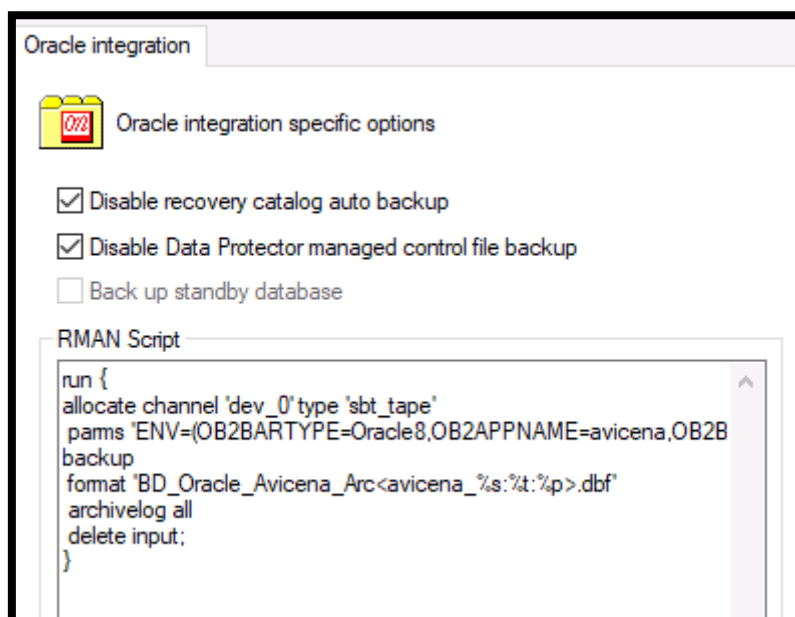 Oracle integration
Oracle integration specific options
Disable recovery catalog auto backup
Disable Data Protector managed control file backup
Back up standby database
RMAN Script
run {
allocate channel 'dev_0' type 'sbt_tape'
parms 'ENV=(OB2BARTYPE=Oracle8,OB2APPNAME=avicena,OB2B
backup
format 'BD_Oracle_Avicena_Arc<avicena_%s:%t:%p>.dbf'
archivelog all
delete input;
}